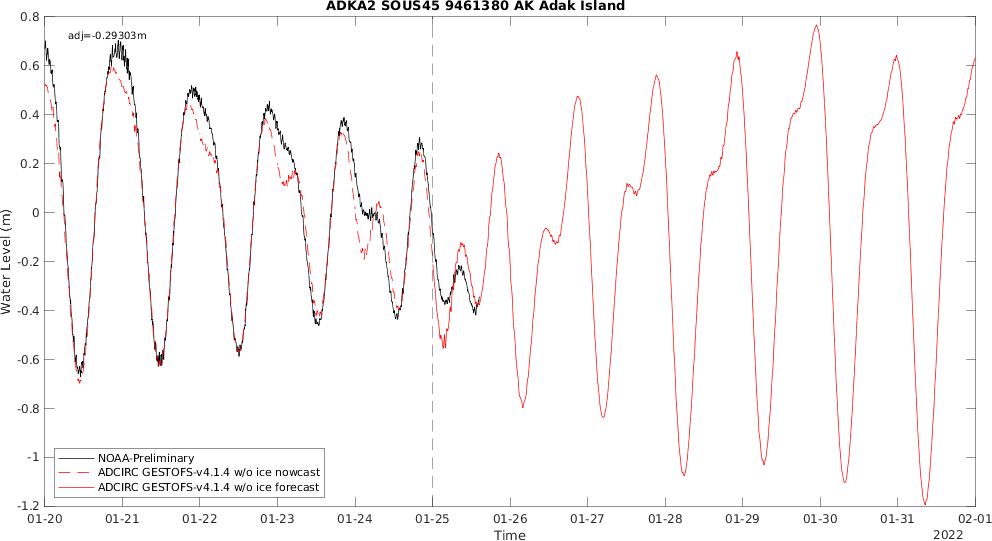 ADKA2 SOUS45 9461380 AK Adak Island
adj=-0.29303m
0.8
0.6
0.4
0.2
0
-0.2
-0.4
-0.6
-0.8
-1
-1.2
Water Level (m)
NOAA-Preliminary
ADCIRC GESTOFS-v4.1.4 w/o ice nowcast
ADCIRC GESTOFS-v4.1.4 w/o ice forecast
01-20 01-21 01-22 01-23 01-24 01-25 01-26 01-27 01-28 01-29 01-30 01-31 02-01
Time
2022